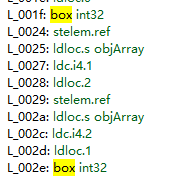 L_001f: box int32
L_0024: stelem.ref
L_0025: ldloc.s objArray
L_0027: ldc.i4.1
L_0028: ldloc.2
L_0029: stelem.ref
L_002a: ldloc.s objArray
L_002c: ldc.i4.2
L_002d: ldloc.1
L_002e: box int32